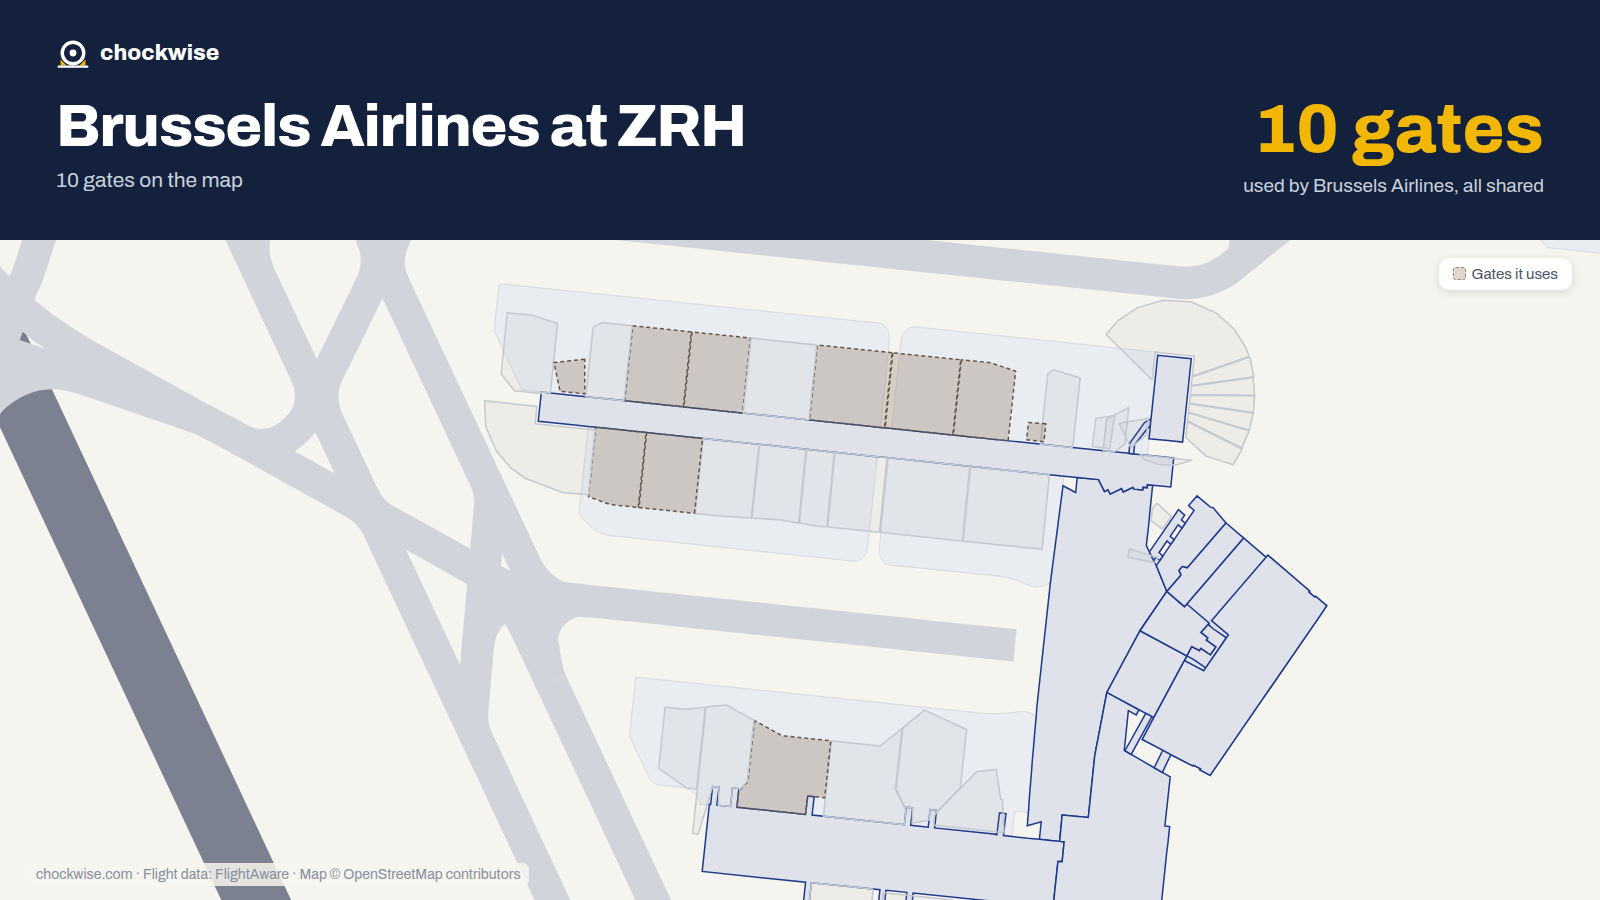 chockwise
Brussels Airlines at ZRH
10 gates on the map
10 gates
used by Brussels Airlines, all shared
Gates it uses
chockwise.com · Flight data: FlightAware · Map © OpenStreetMap contributors